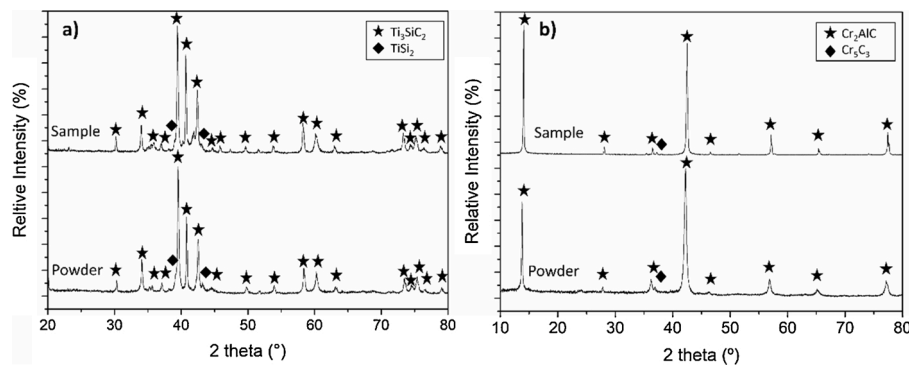 a)
★ Ti₃SiC₂
◆ TiSi₂
Sample
Powder
Reltive Intensity (%)
20 30 40 50 60 70 80
2 theta (°)
b)
★ Cr₂AlC
◆ Cr₅C₃
Sample
Powder
Relative Intensity (%)
10 20 30 40 50 60 70 80
2 theta (º)